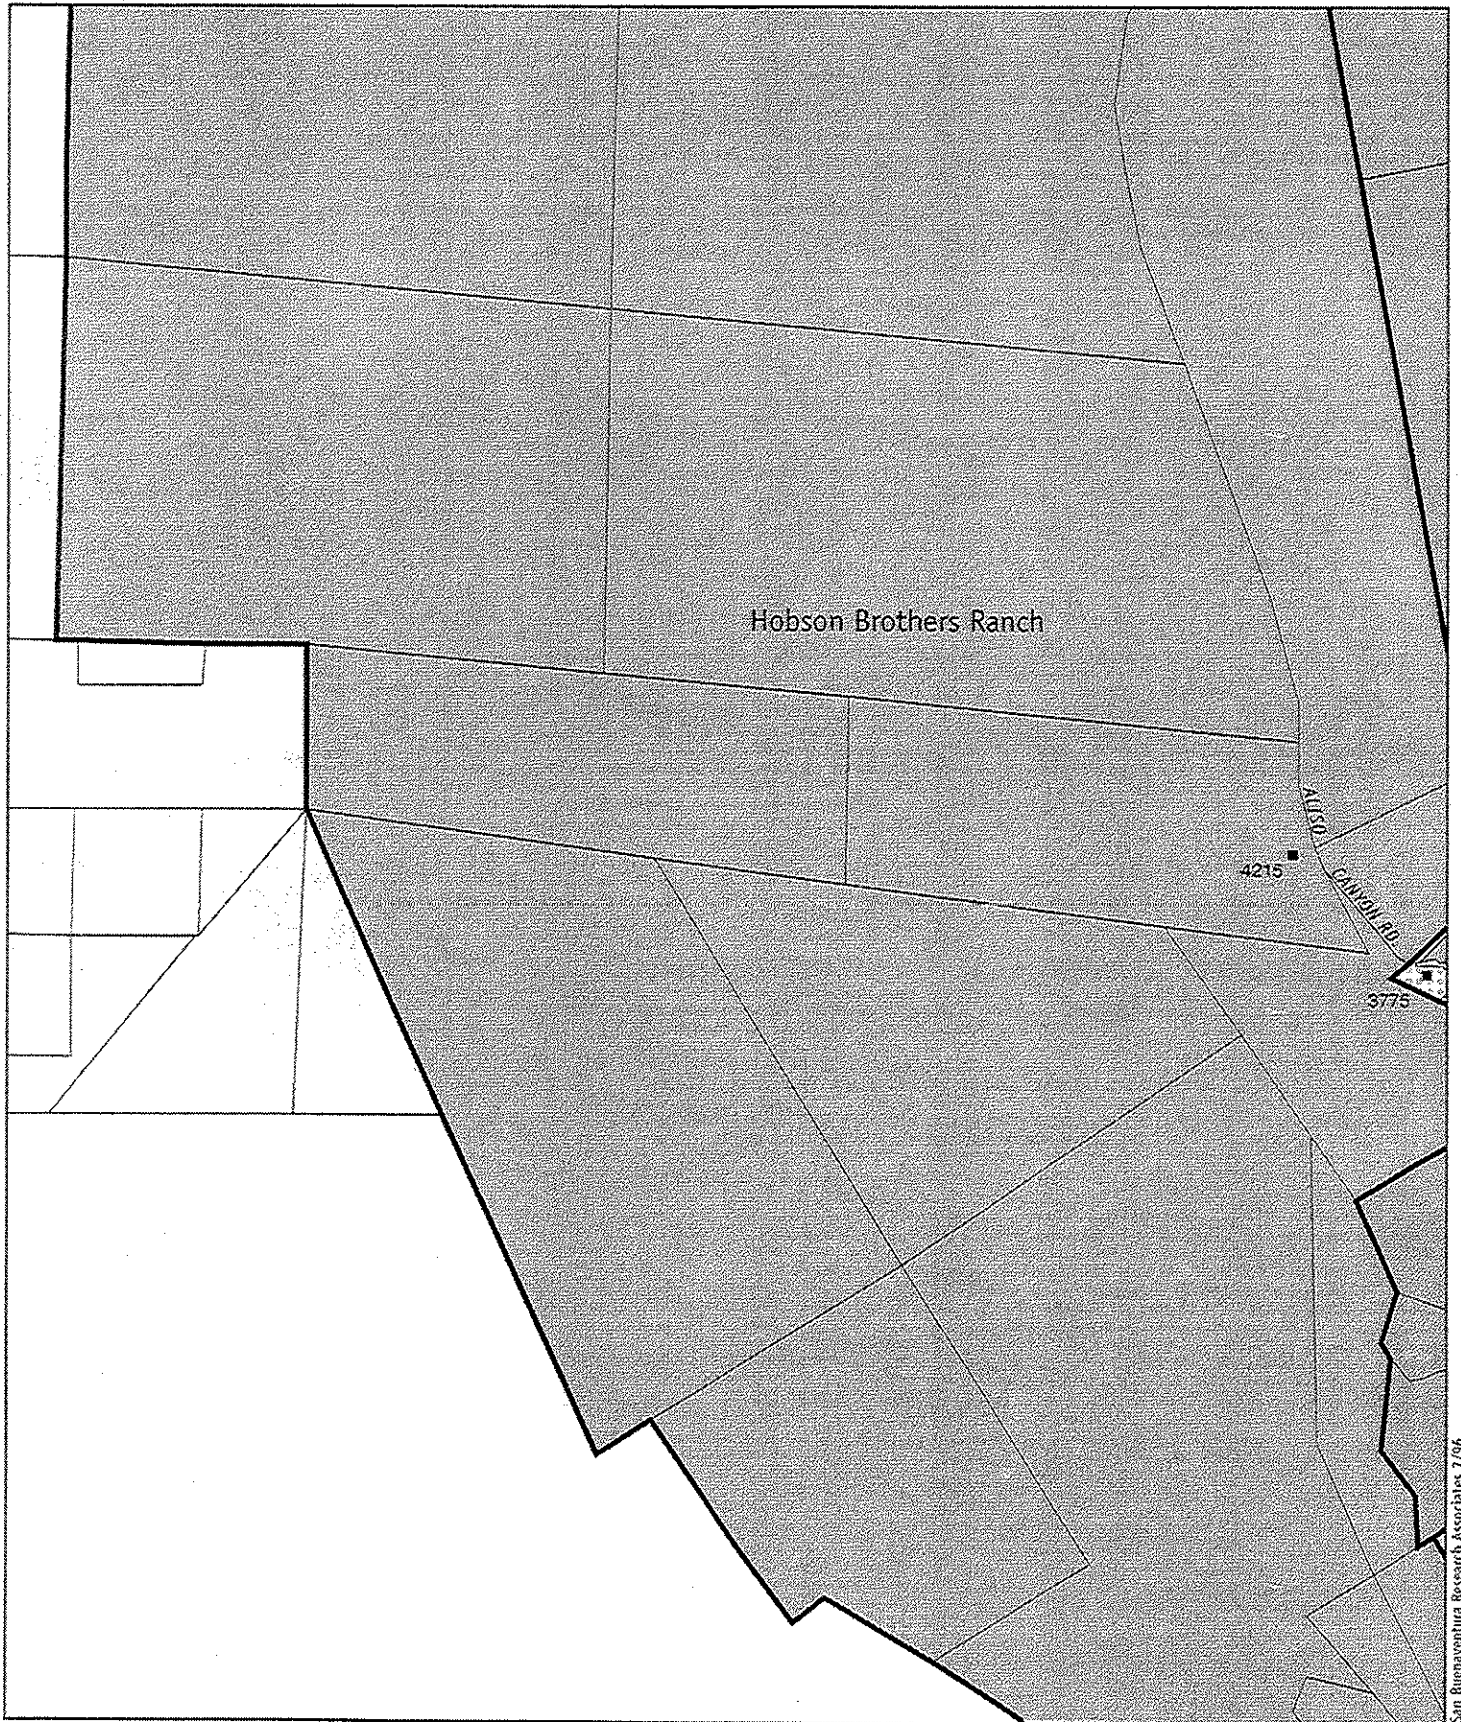 Hobson Brothers Ranch
ALISO
CANYON RD.
4215
3775
San Buenaventura Research Associates 7/96